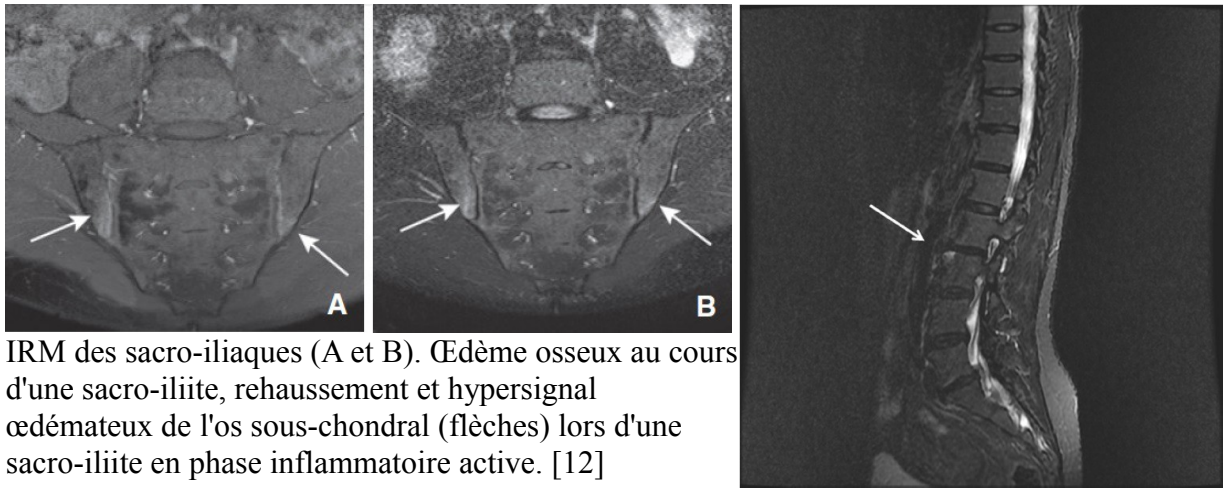 A
B
IRM des sacro-iliaques (A et B). Œdème osseux au cours
d'une sacro-iliite, rehaussement et hypersignal
œdémateux de l'os sous-chondral (flèches) lors d'une
sacro-iliite en phase inflammatoire active. [12]